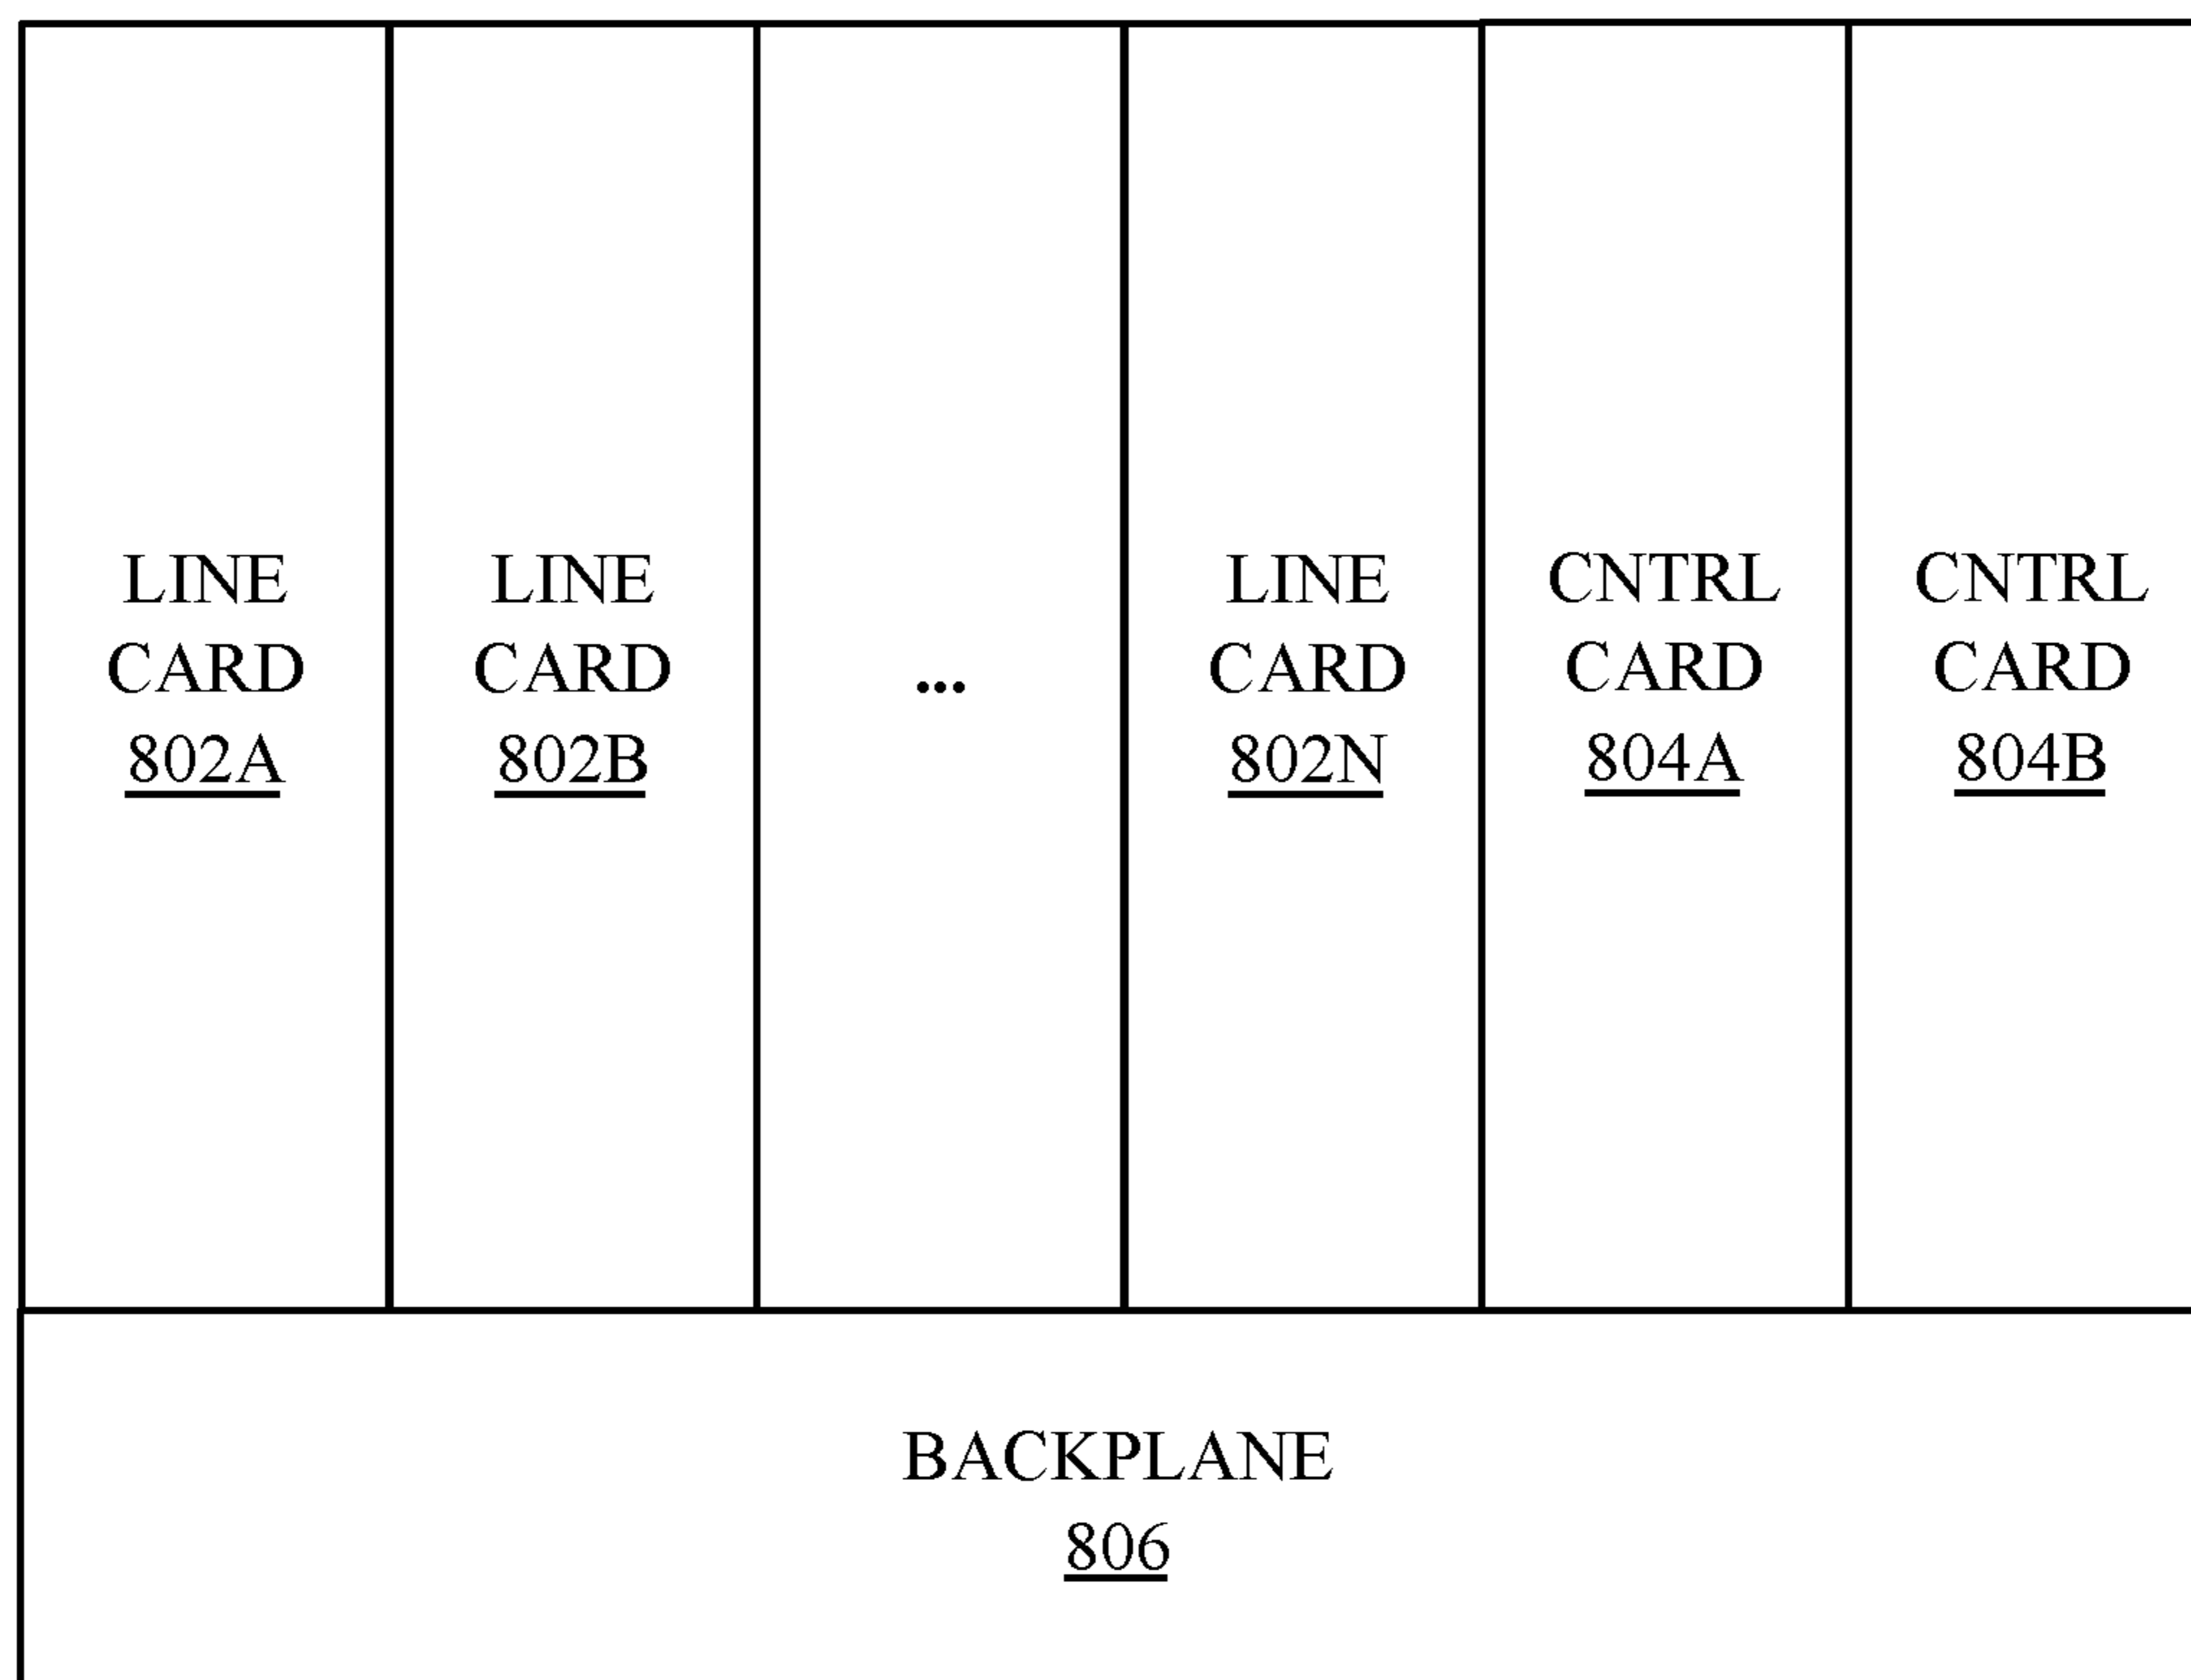 LINE
CARD
802A
LINE
CARD
802B
...
LINE
CARD
802N
CNTRL
CARD
804A
CNTRL
CARD
804B
BACKPLANE
806